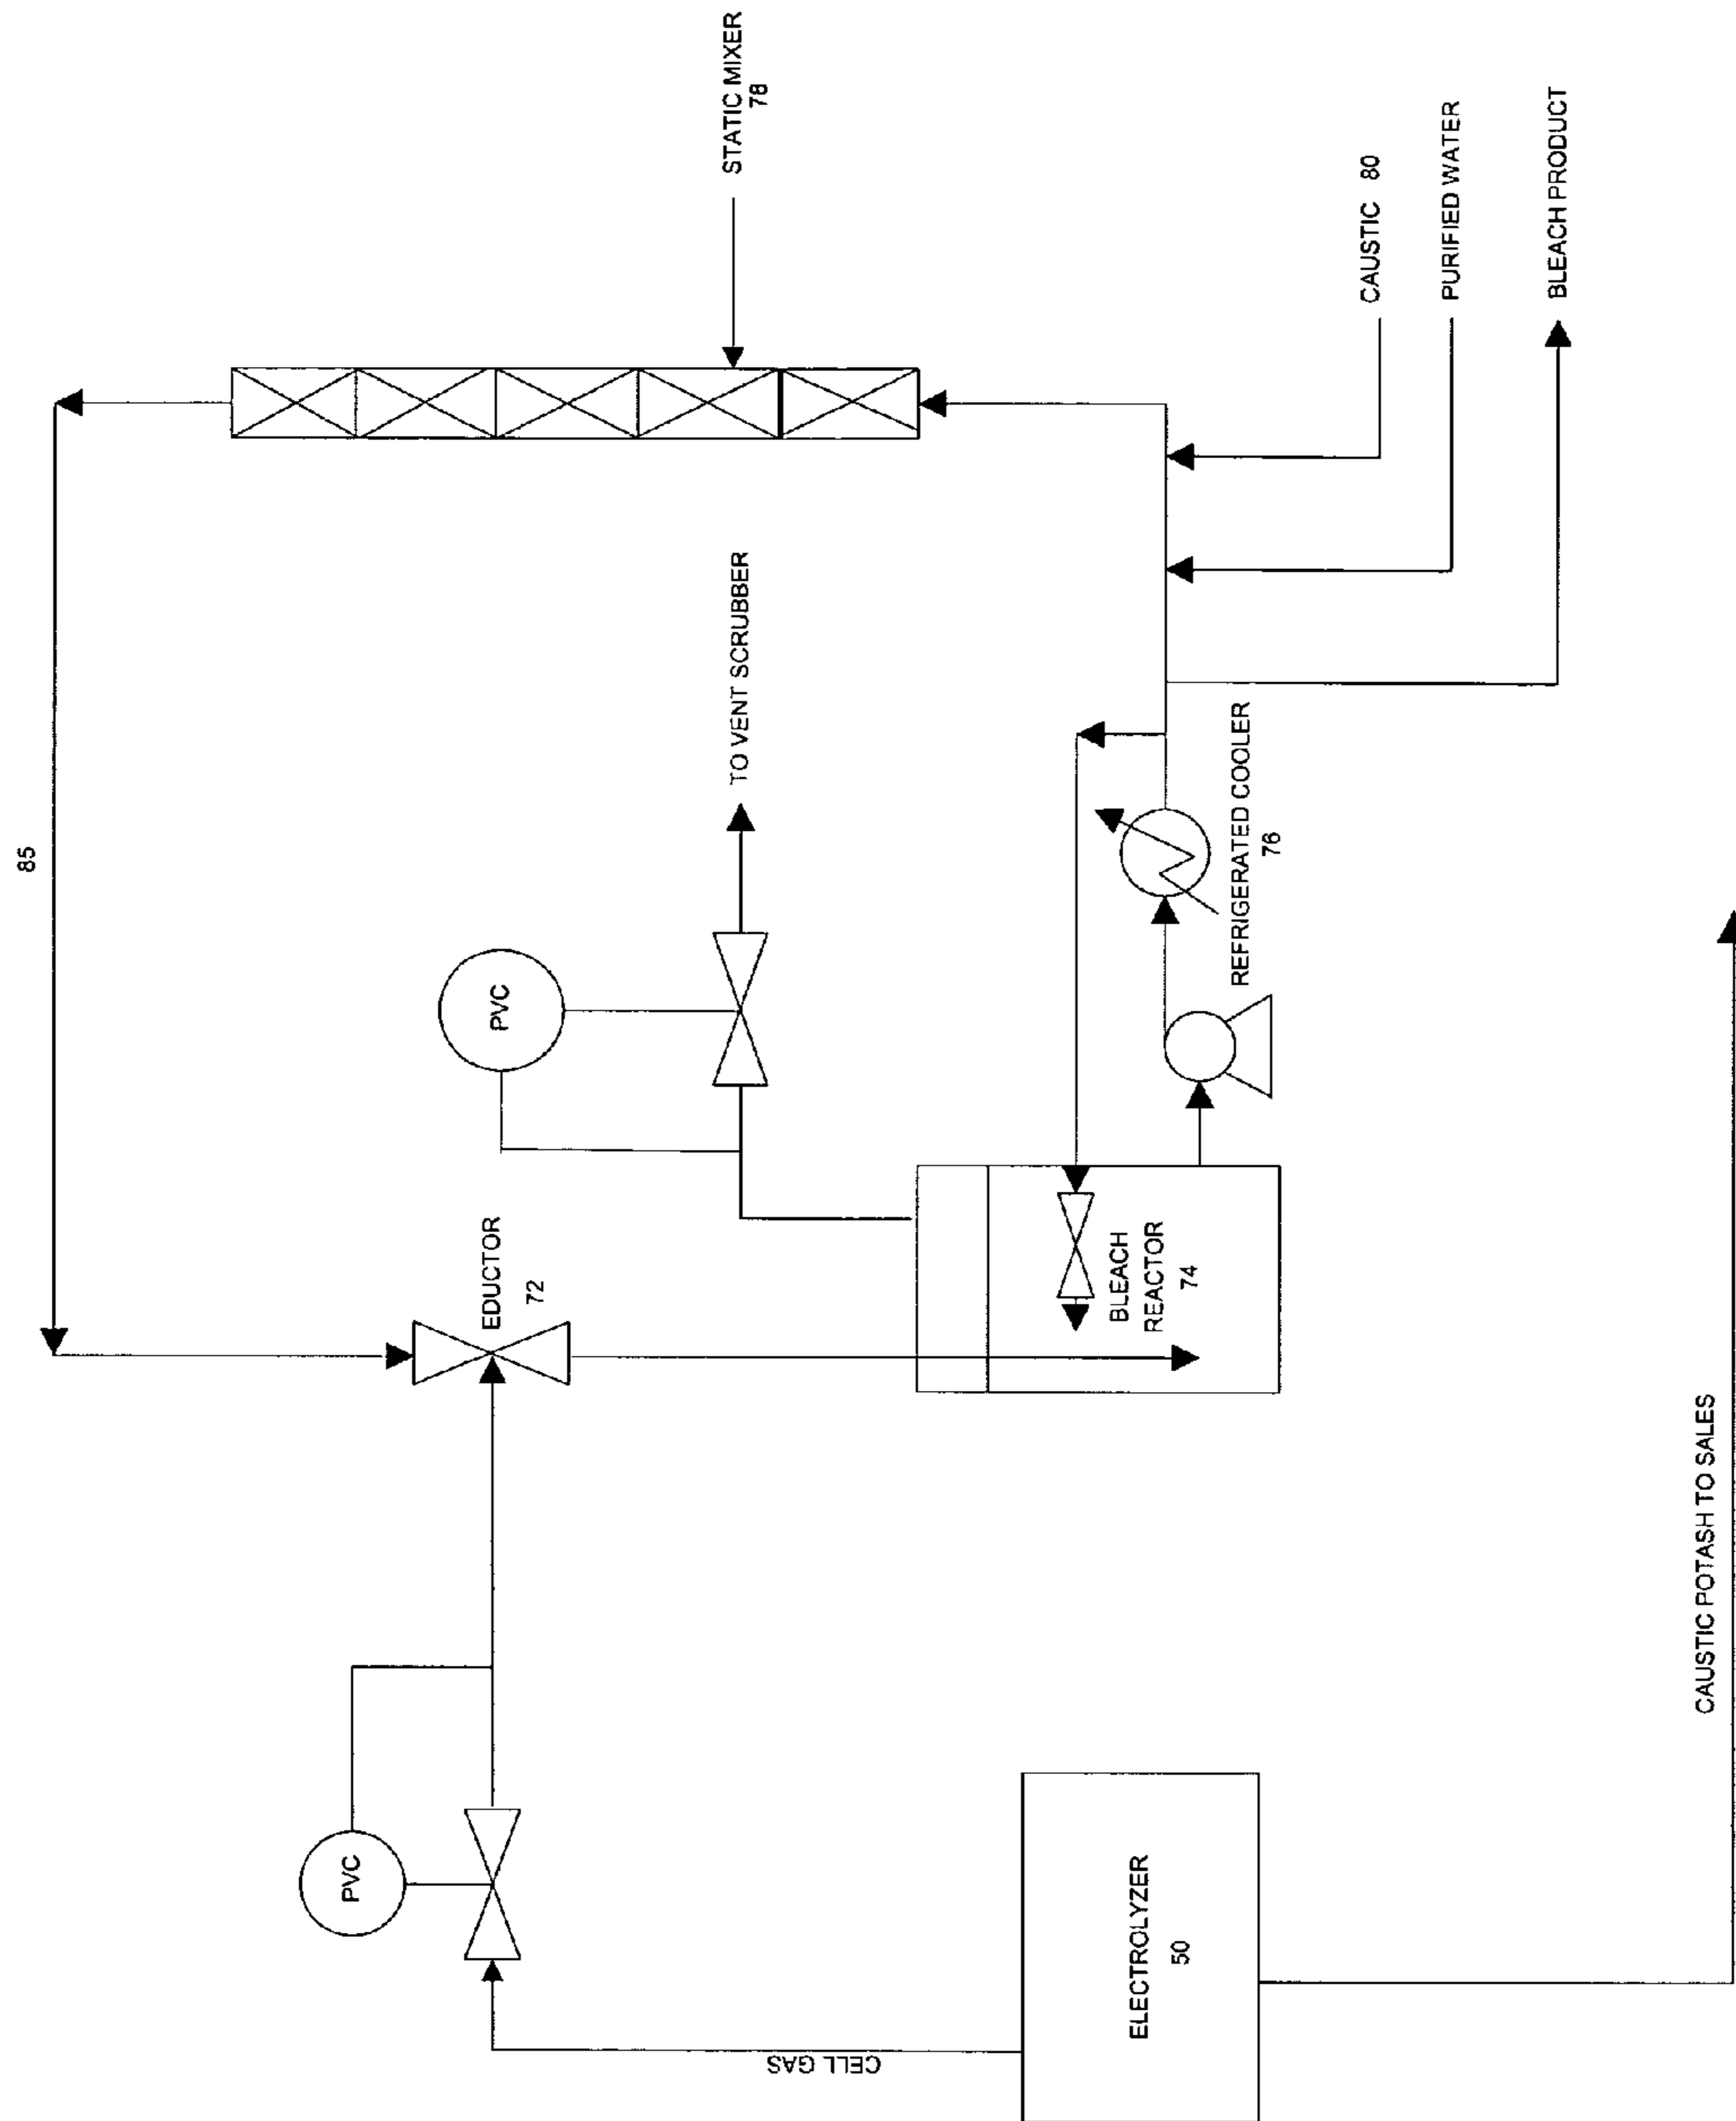 85
STATIC MIXER
78
TO VENT SCRUBBER
PVC
EDUCTOR
72
PVC
CELL GAS
ELECTROLYZER
50
BLEACH
REACTOR
74
REFRIGERATED COOLER
76
CAUSTIC 80
PURIFIED WATER
BLEACH PRODUCT
CAUSTIC POTASH TO SALES